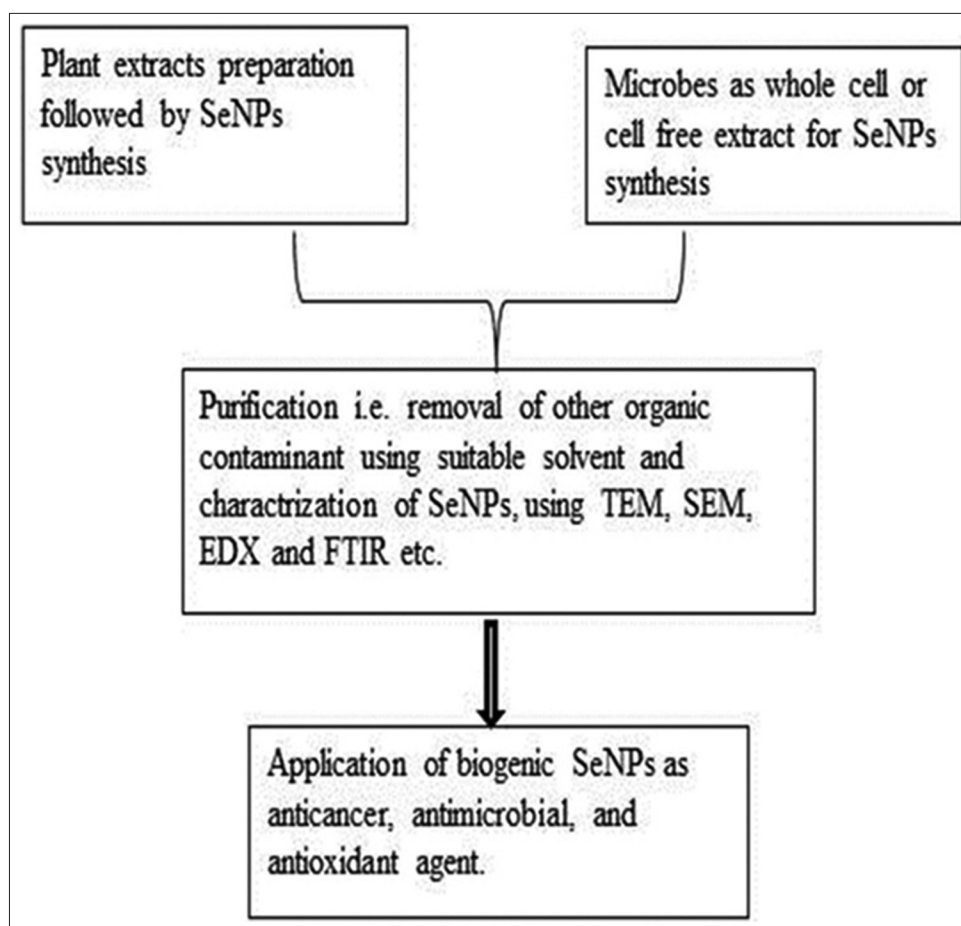 Plant extracts preparation
followed by SeNPs
synthesis
Microbes as whole cell or
cell free extract for SeNPs
synthesis
Purification i.e. removal of other organic
contaminant using suitable solvent and
charctrization of SeNPs, using TEM, SEM,
EDX and FTIR etc.
Application of biogenic SeNPs as
anticancer, antimicrobial, and
antioxidant agent.